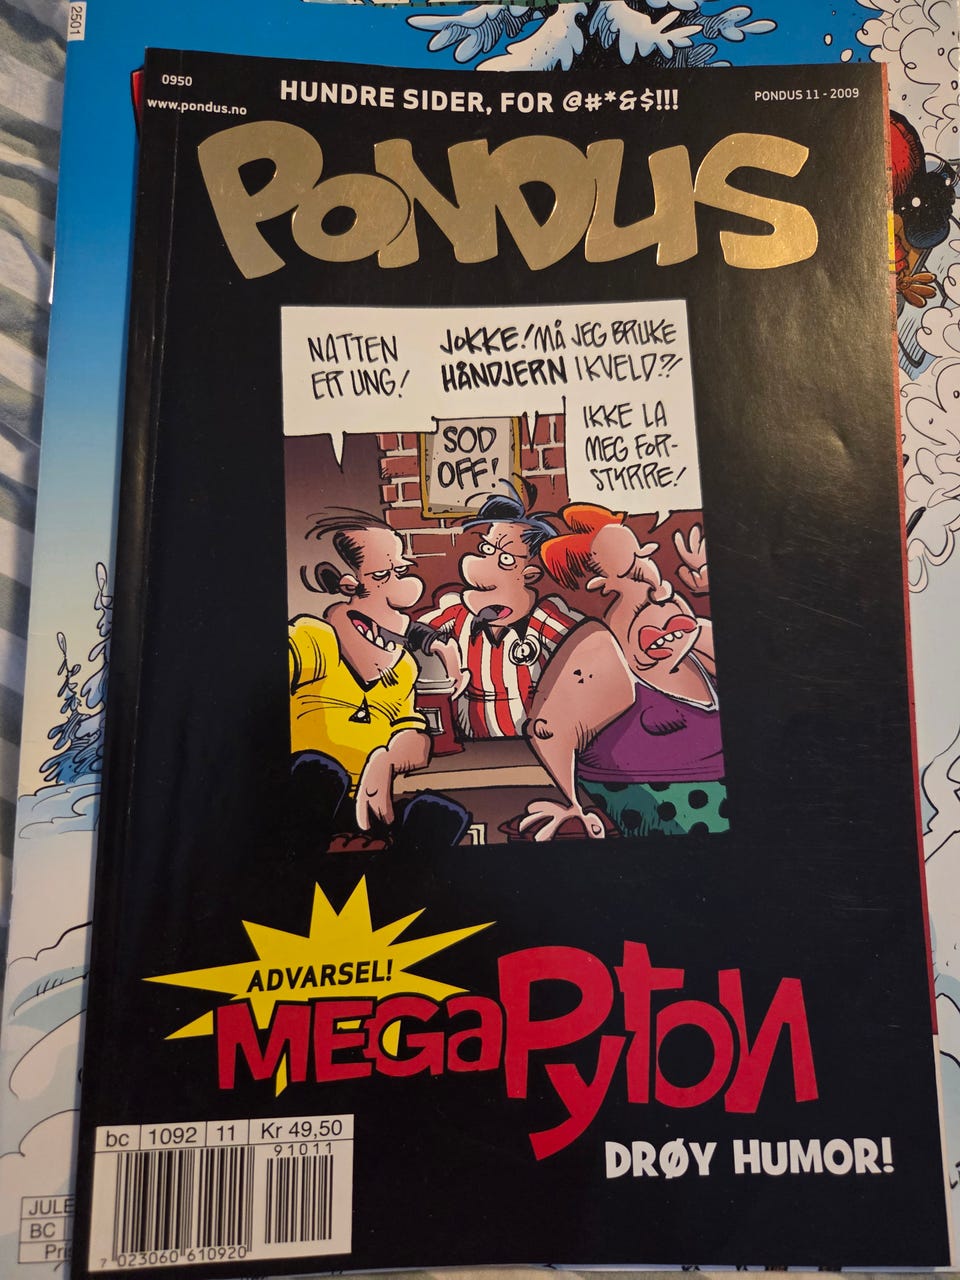 2501
0950
www.pondus.no
HUNDRE SIDER, FOR @#*&$!!!
PONDUS 11 - 2009
PONDUS
NATTEN
ER UNG!
JOKKE! MÅ JEG BRUKE
HÅNDJERN I KVELD?!
IKKE LA
MEG FOR-
STYRRE!
SOD
OFF!
ADVARSEL!
MEGAPyton
DRØY HUMOR!
bc 1092 11 Kr 49,50
91011
7 023060 610920
JULE
BC